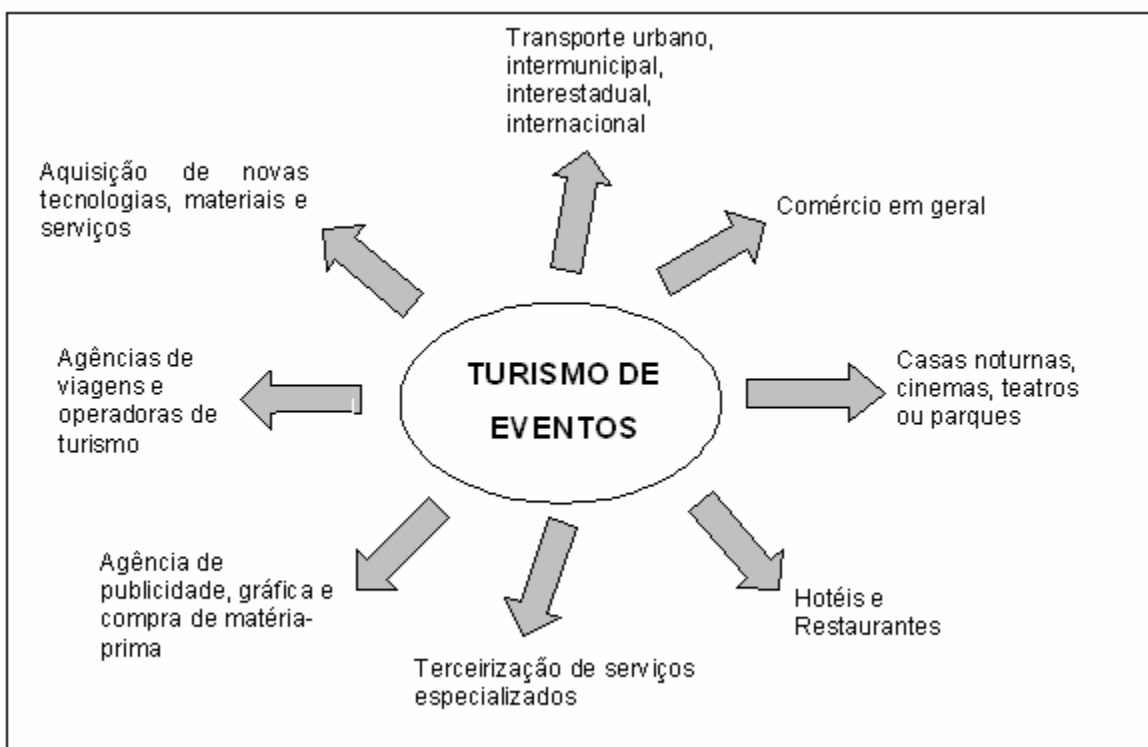 Transporte urbano,
intermunicipal,
interestadual,
internacional
Aquisição de novas
tecnologias, materiais e
serviços
Comércio em geral
TURISMO DE
EVENTOS
Agências de
viagens e
operadoras de
turismo
Casas noturnas,
cinemas, teatros
ou parques
Agência de
publicidade, gráfica e
compra de matéria-
prima
Terceirização de serviços
especializados
Hotéis e
Restaurantes